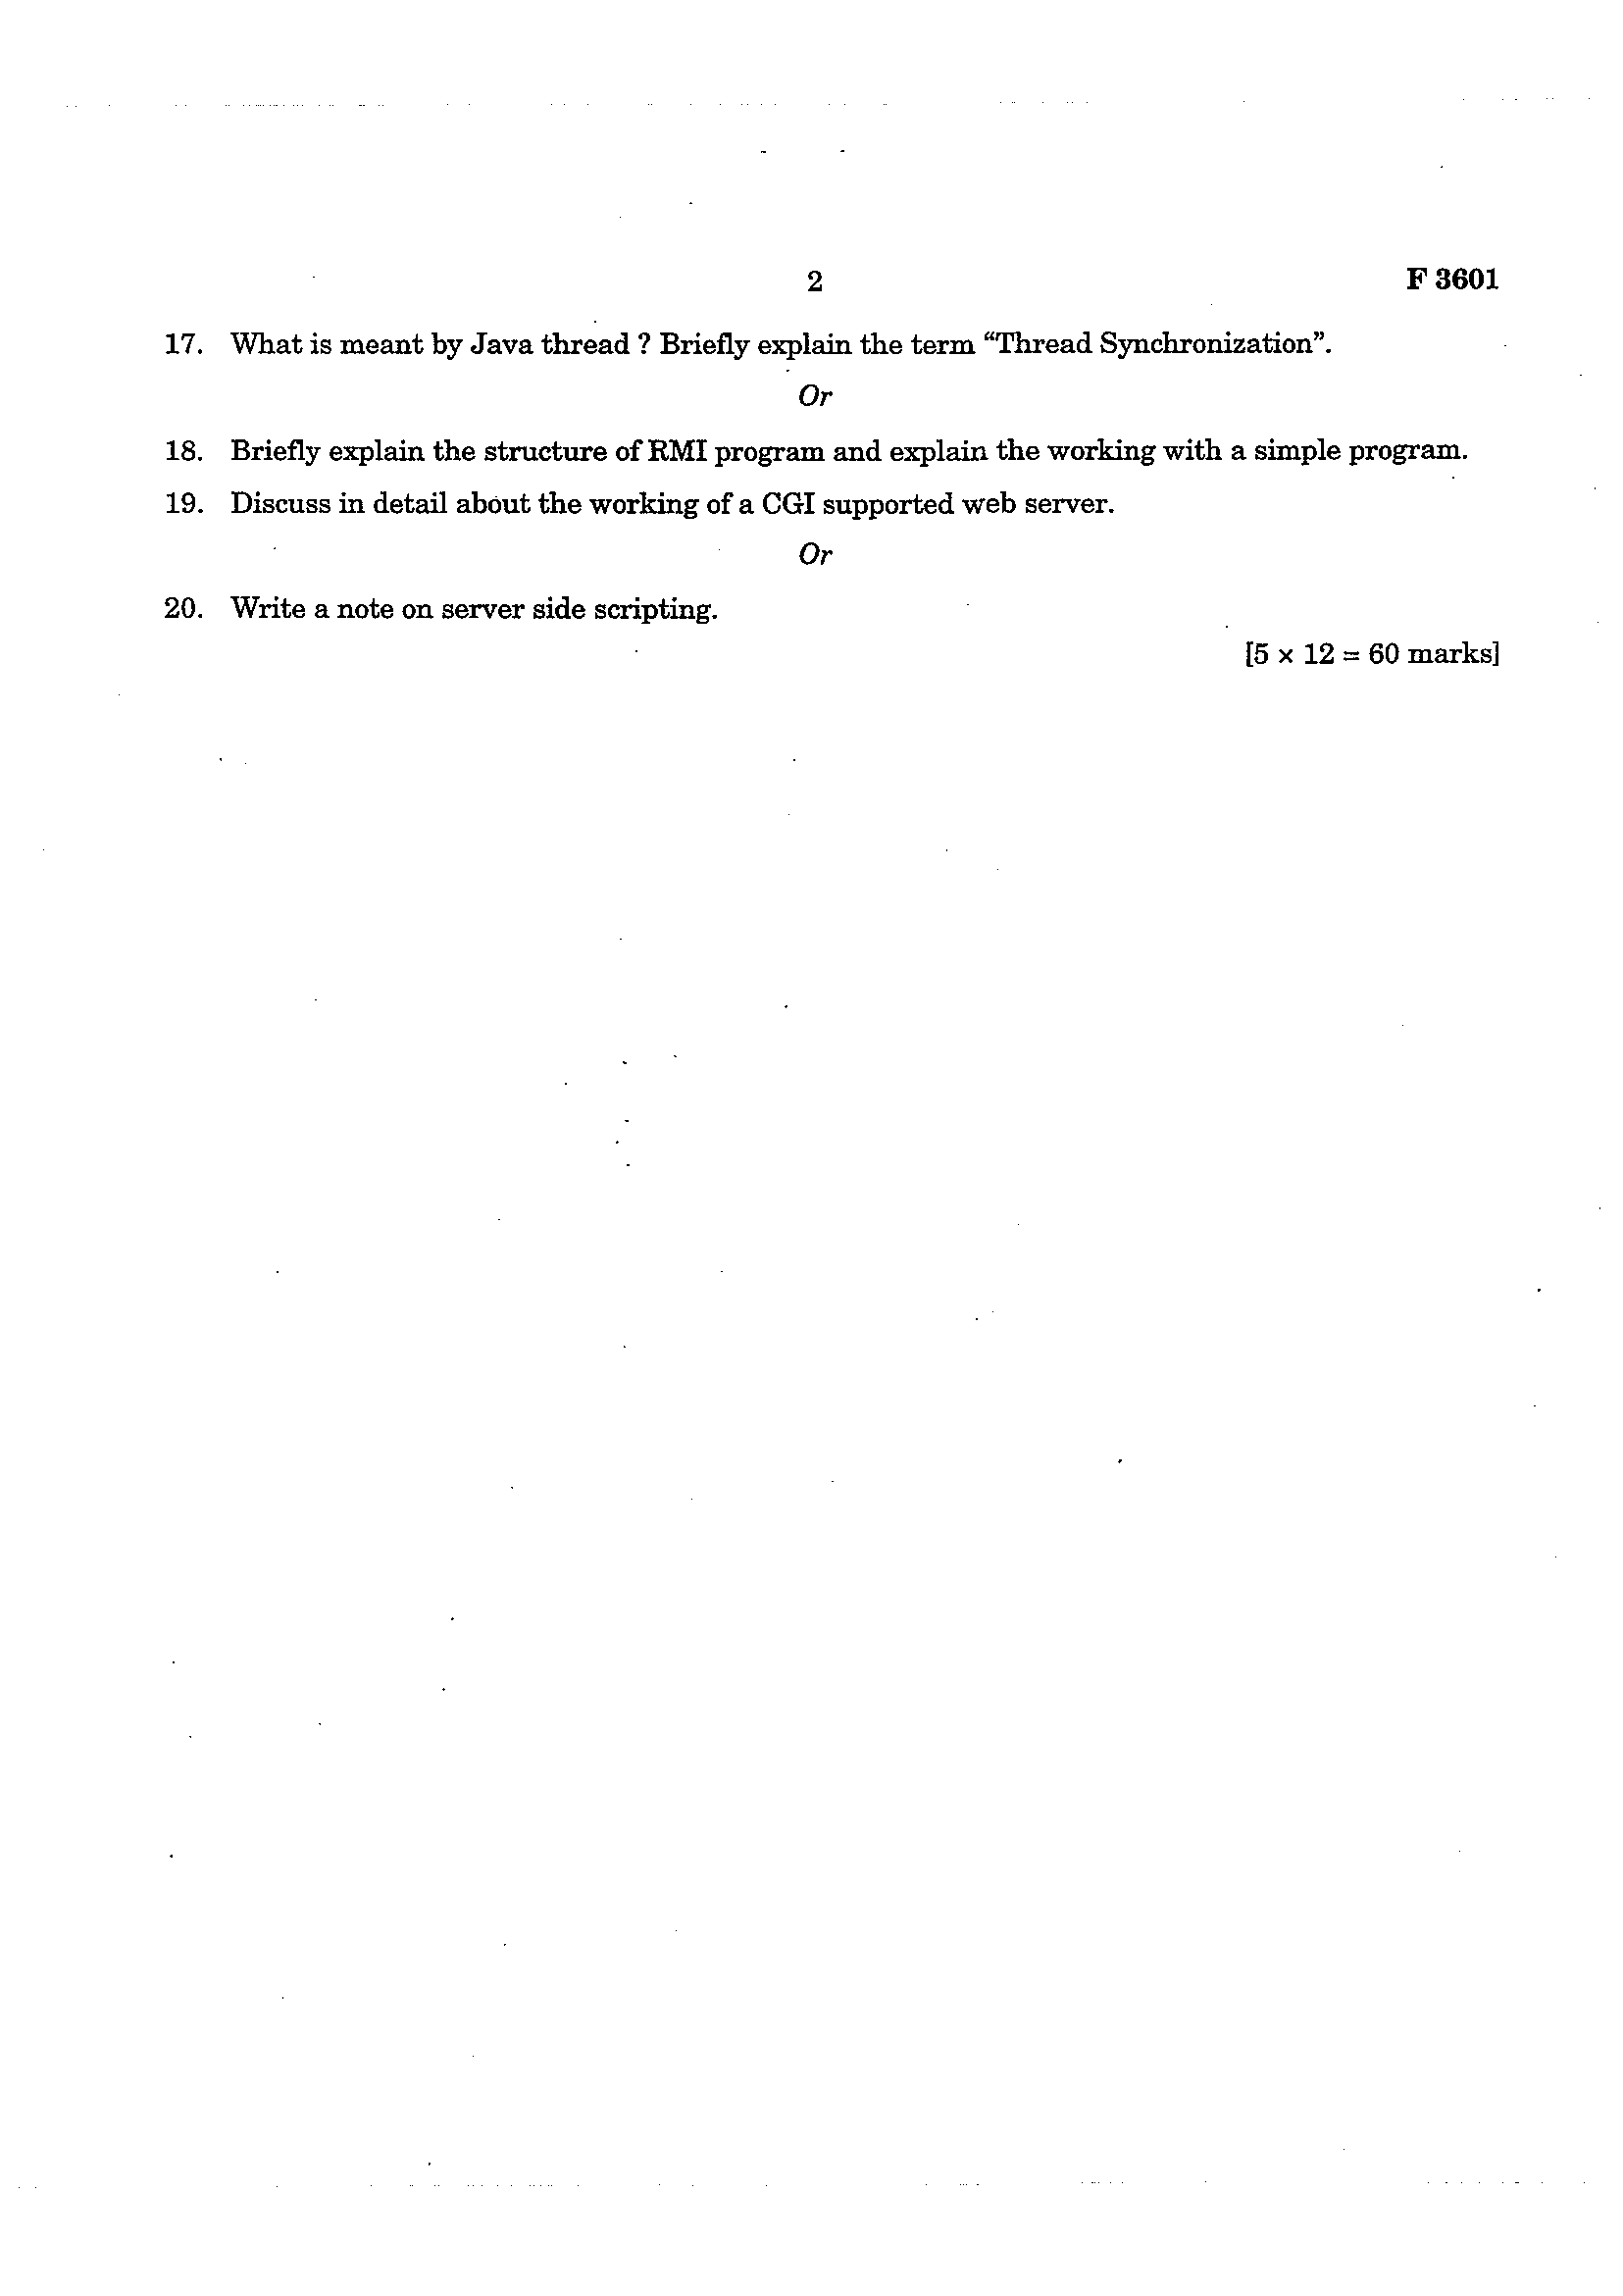 2
F 3601
17. What is meant by Java thread ? Briefly explain the term “Thread Synchronization”.
Or
18. Briefly explain the structure of RMI program and explain the working with a simple program.
19. Discuss in detail about the working of a CGI supported web server.
Or
20. Write a note on server side scripting.
[5 × 12 = 60 marks]